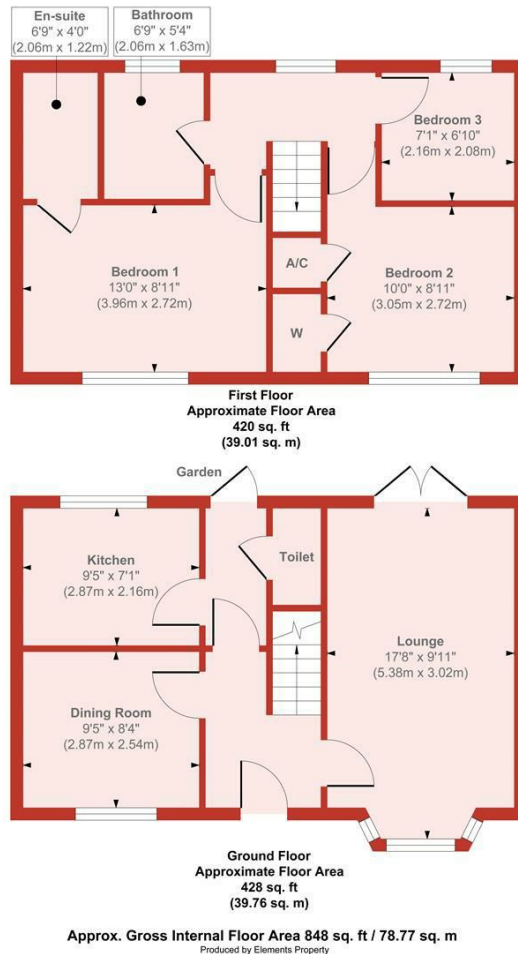 En-suite
6'9" x 4'0"
(2.06m x 1.22m)
Bathroom
6'9" x 5'4"
(2.06m x 1.63m)
Bedroom 3
7'1" x 6'10"
(2.16m x 2.08m)
Bedroom 1
13'0" x 8'11"
(3.96m x 2.72m)
A/C
W
Bedroom 2
10'0" x 8'11"
(3.05m x 2.72m)
First Floor
Approximate Floor Area
420 sq. ft
(39.01 sq. m)
Garden
Kitchen
9'5" x 7'1"
(2.87m x 2.16m)
Toilet
Lounge
17'8" x 9'11"
(5.38m x 3.02m)
Dining Room
9'5" x 8'4"
(2.87m x 2.54m)
Ground Floor
Approximate Floor Area
428 sq. ft
(39.76 sq. m)
Approx. Gross Internal Floor Area 848 sq. ft / 78.77 sq. m
Produced by Elements Property